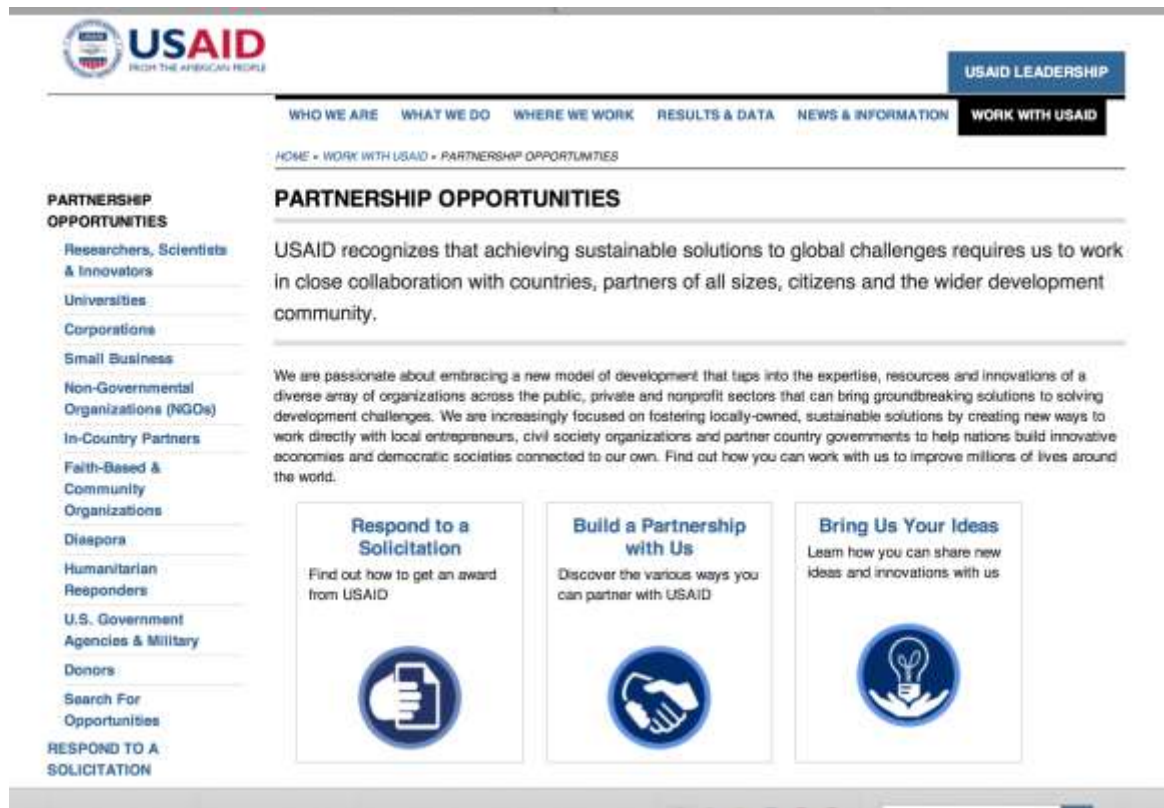 USAID
FROM THE AMERICAN PEOPLE
USAID LEADERSHIP
WHO WE ARE WHAT WE DO WHERE WE WORK RESULTS & DATA NEWS & INFORMATION WORK WITH USAID
HOME » WORK WITH USAID » PARTNERSHIP OPPORTUNITIES
PARTNERSHIP
OPPORTUNITIES
Researchers, Scientists
& Innovators
Universities
Corporations
Small Business
Non-Governmental
Organizations (NGOs)
In-Country Partners
Faith-Based &
Community
Organizations
Diaspora
Humanitarian
Responders
U.S. Government
Agencies & Military
Donors
Search For
Opportunities
RESPOND TO A
SOLICITATION
PARTNERSHIP OPPORTUNITIES
USAID recognizes that achieving sustainable solutions to global challenges requires us to work
in close collaboration with countries, partners of all sizes, citizens and the wider development
community.
We are passionate about embracing a new model of development that taps into the expertise, resources and innovations of a
diverse array of organizations across the public, private and nonprofit sectors that can bring groundbreaking solutions to solving
development challenges. We are increasingly focused on fostering locally-owned, sustainable solutions by creating new ways to
work directly with local entrepreneurs, civil society organizations and partner country governments to help nations build innovative
economies and democratic societies connected to our own. Find out how you can work with us to improve millions of lives around
the world.
Respond to a
Solicitation
Find out how to get an award
from USAID
Build a Partnership
with Us
Discover the various ways you
can partner with USAID
Bring Us Your Ideas
Learn how you can share new
ideas and innovations with us